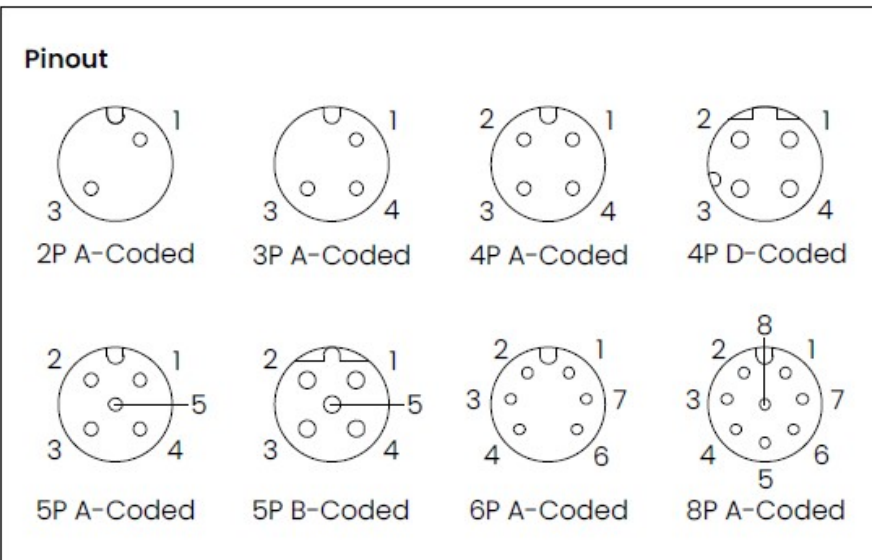 Pinout
2 1 2 1
1 1
3 3 4 3 4 3 4
2P A-Coded 3P A-Coded 4P A-Coded 4P D-Coded
8
2 1 2 1 2 1 2 1
5 5 3 7 3 7
3 4 3 4 4 6 4 6
5
5P A-Coded 5P B-Coded 6P A-Coded 8P A-Coded